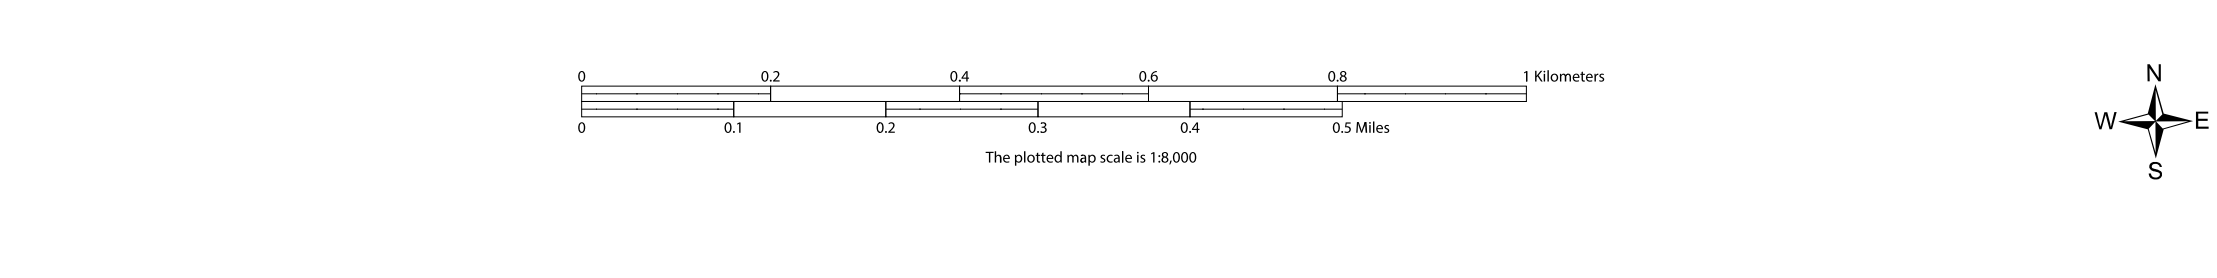 0 0.2 0.4 0.6 0.8 1 Kilometers
0 0.1 0.2 0.3 0.4 0.5 Miles
The plotted map scale is 1:8,000
N
W E
S